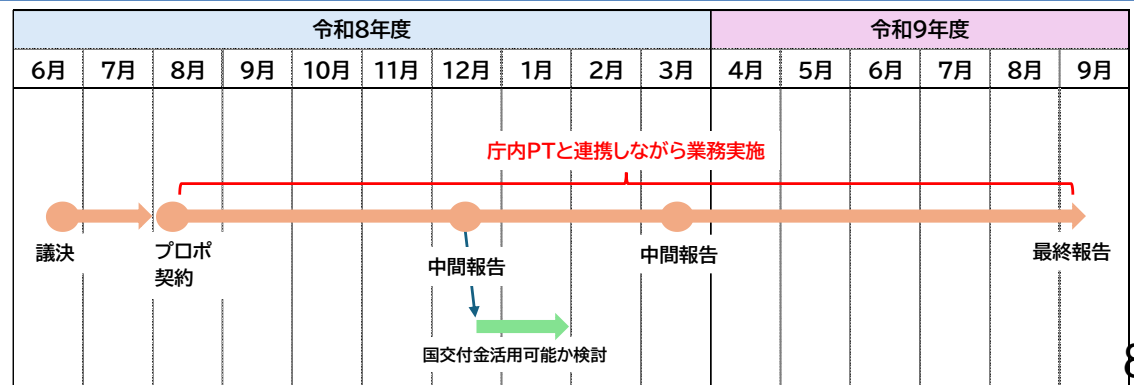 令和8年度 令和9年度
6月 7月 8月 9月 10月 11月 12月 1月 2月 3月 4月 5月 6月 7月 8月 9月
庁内PTと連携しながら業務実施
議決 プロポ 中間報告 中間報告 最終報告
契約
国交付金活用可能か検討
8